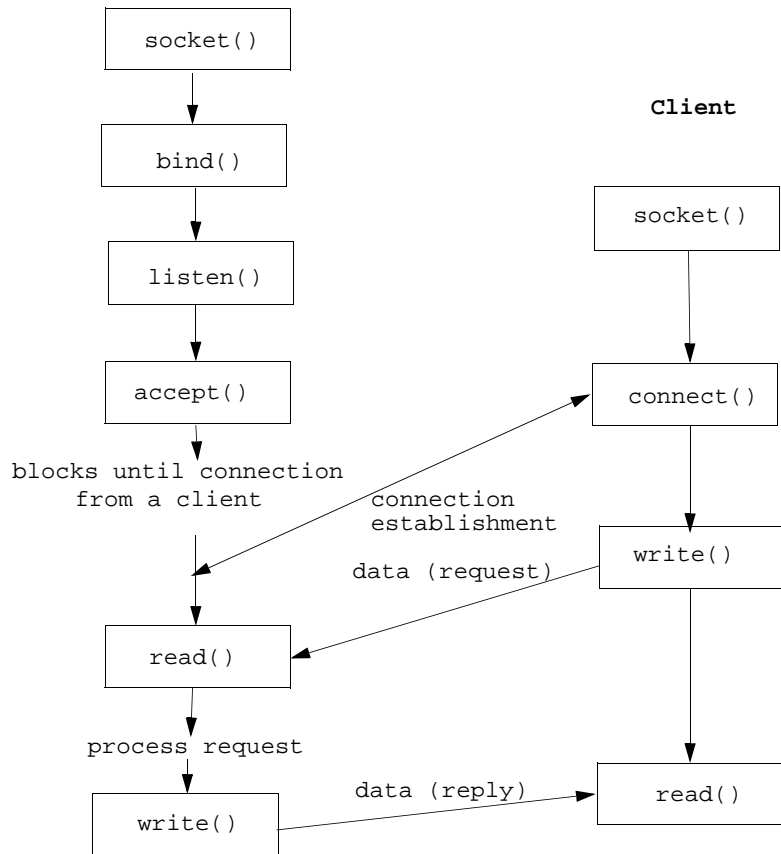 socket()
bind()
listen()
accept()
blocks until connection
from a client
read()
process request
write()
connection
establishment
data (request)
data (reply)
Client
socket()
connect()
write()
read()